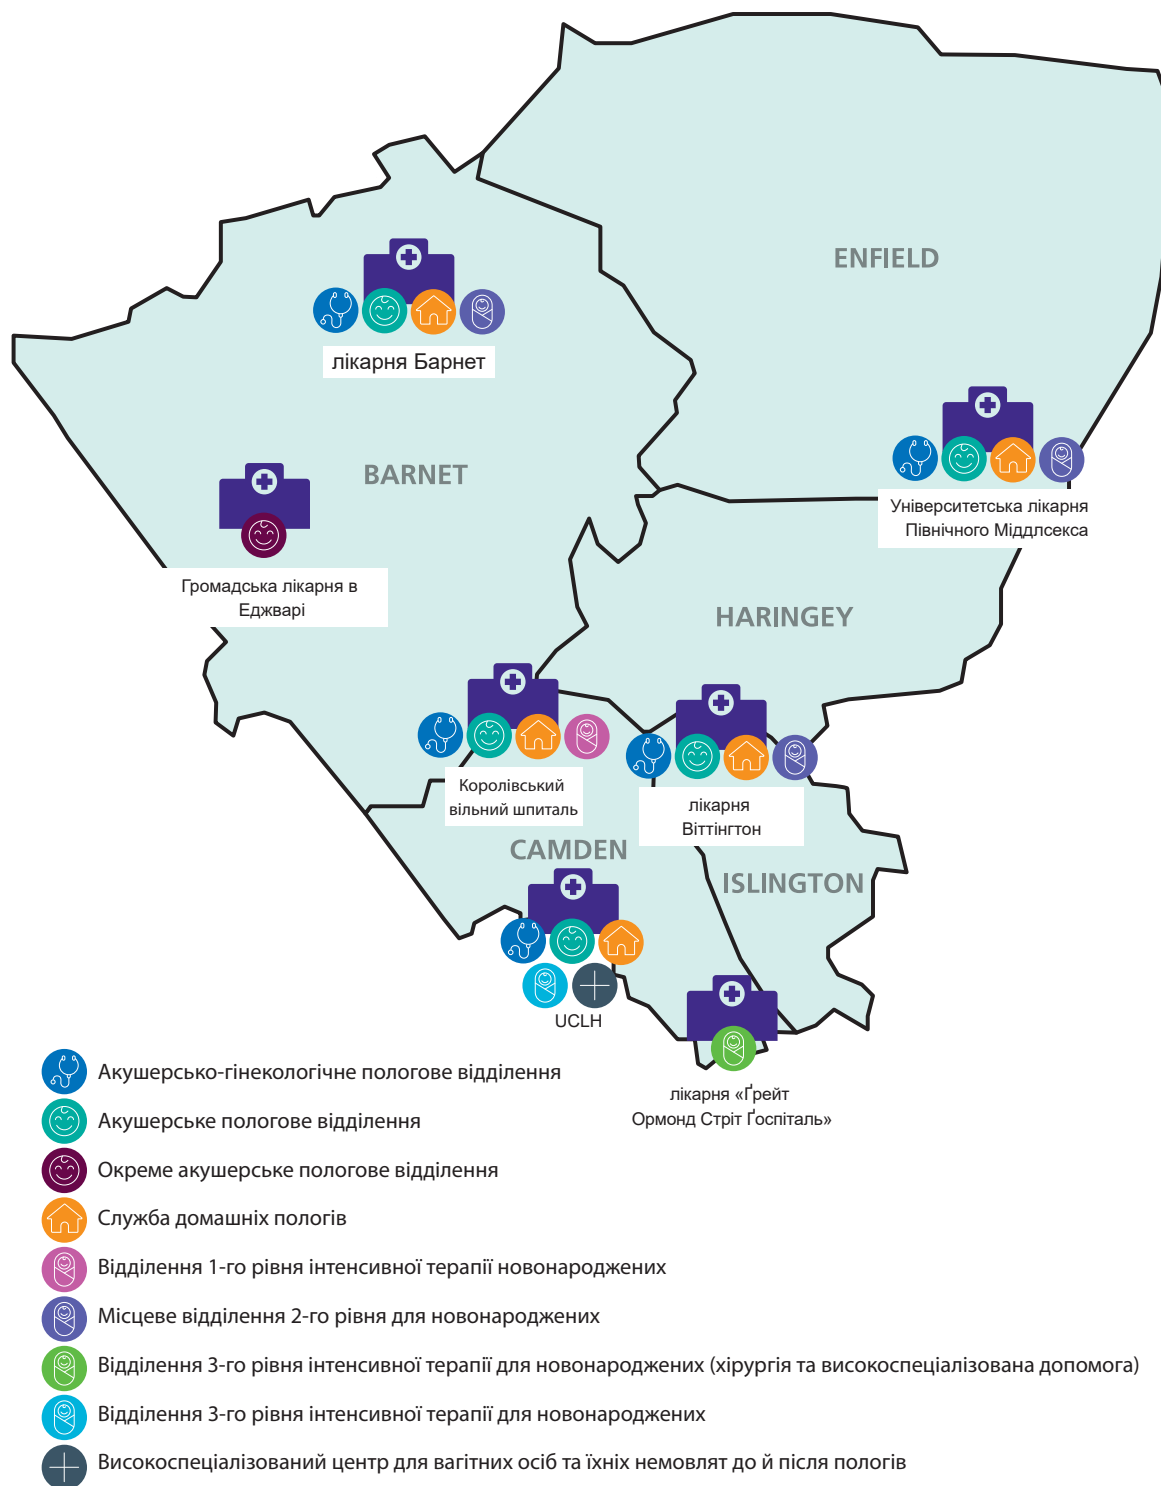 ENFIELD
лікарня Барнет
BARNET
Університетська лікарня
Північного Міддлсекса
Громадська лікарня в
Еджварі
HARINGEY
Королівський
вільний шпиталь
лікарня
Віттінгтон
CAMDEN
ISLINGTON
UCLH
лікарня «Ґрейт
Ормонд Стріт Ґоспіталь»
Акушерсько-гінекологічне пологове відділення
Акушерське пологове відділення
Окреме акушерське пологове відділення
Служба домашніх пологів
Відділення 1-го рівня інтенсивної терапії новонароджених
Місцеве відділення 2-го рівня для новонароджених
Відділення 3-го рівня інтенсивної терапії для новонароджених (хірургія та високоспеціалізована допомога)
Відділення 3-го рівня інтенсивної терапії для новонароджених
Високоспеціалізований центр для вагітних осіб та їхніх немовлят до й після пологів